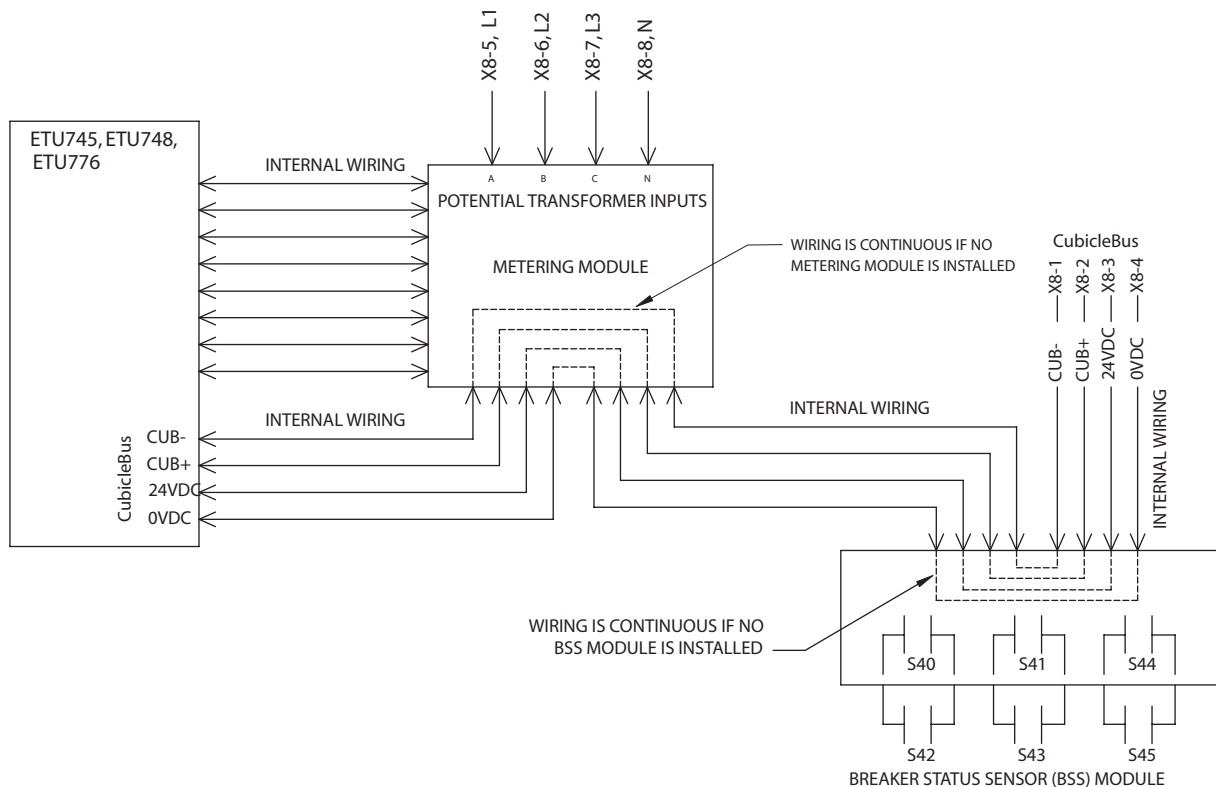 X8-5, L1
X8-6, L2
X8-7, L3
X8-8, N
ETU745, ETU748,
ETU776
INTERNAL WIRING
A
B
C
N
POTENTIAL TRANSFORMER INPUTS
METERING MODULE
WIRING IS CONTINUOUS IF NO
METERING MODULE IS INSTALLED
CubicleBus
X8-1
X8-2
X8-3
X8-4
CUB-
CUB+
24VDC
0VDC
INTERNAL WIRING
INTERNAL WIRING
INTERNAL WIRING
CubicleBus
CUB-
CUB+
24VDC
0VDC
WIRING IS CONTINUOUS IF NO
BSS MODULE IS INSTALLED
S40
S41
S44
S42
S43
S45
BREAKER STATUS SENSOR (BSS) MODULE